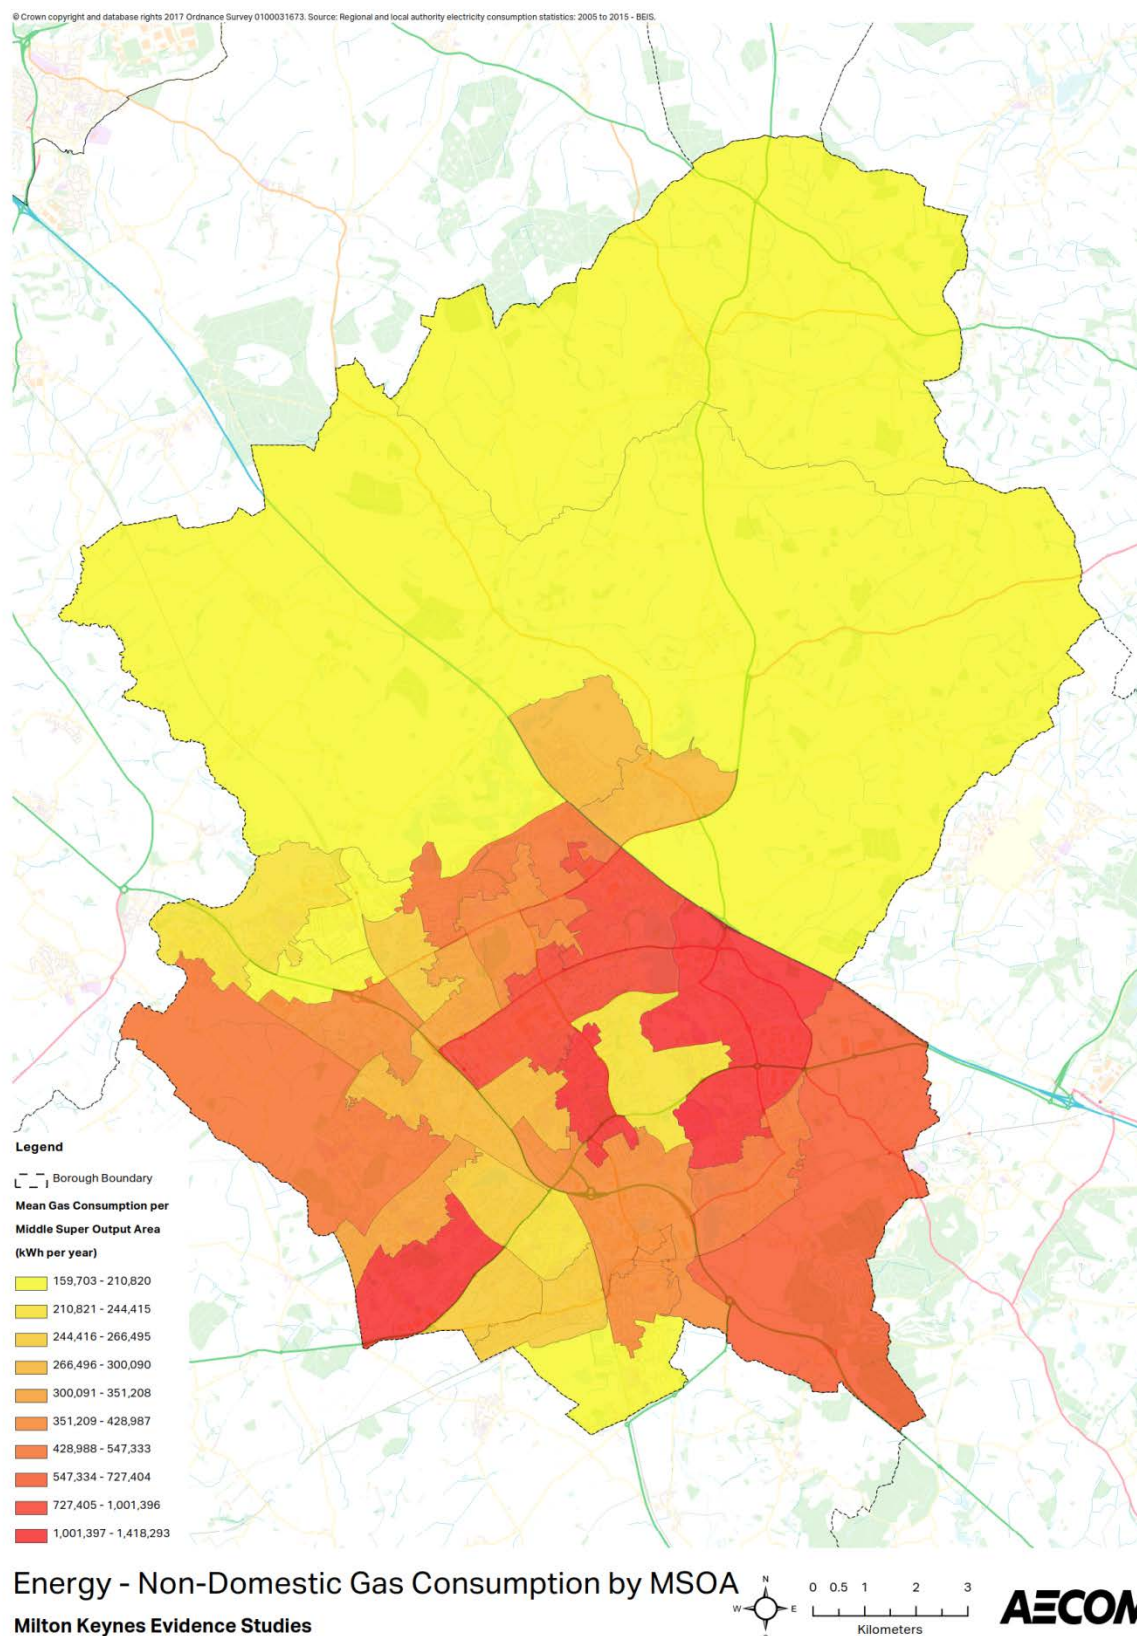 © Crown copyright and database rights 2017 Ordnance Survey 0100031673. Source: Regional and local authority electricity consumption statistics: 2005 to 2015 - BEIS.
Legend
Borough Boundary
Mean Gas Consumption per
Middle Super Output Area
(kWh per year)
159,703 - 210,820
210,821 - 244,415
244,416 - 266,495
266,496 - 300,090
300,091 - 351,208
351,209 - 428,987
428,988 - 547,333
547,334 - 727,404
727,405 - 1,001,396
1,001,397 - 1,418,293
Energy - Non-Domestic Gas Consumption by MSOA
Milton Keynes Evidence Studies
N
W E
0 0.5 1 2 3
Kilometers
AECOM